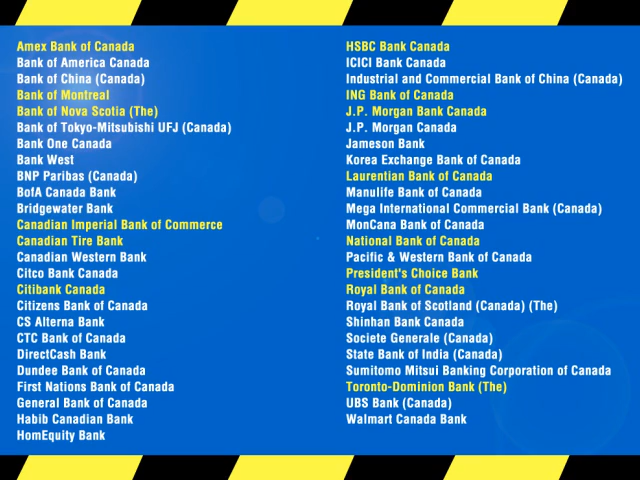 Amex Bank of Canada
Bank of America Canada
Bank of China (Canada)
Bank of Montreal
Bank of Nova Scotia (The)
Bank of Tokyo-Mitsubishi UFJ (Canada)
Bank One Canada
Bank West
BNP Paribas (Canada)
BofA Canada Bank
Bridgewater Bank
Canadian Imperial Bank of Commerce
Canadian Tire Bank
Canadian Western Bank
Citco Bank Canada
Citibank Canada
Citizens Bank of Canada
CS Alterna Bank
CTC Bank of Canada
DirectCash Bank
Dundee Bank of Canada
First Nations Bank of Canada
General Bank of Canada
Habib Canadian Bank
HomEquity Bank
HSBC Bank Canada
ICICI Bank Canada
Industrial and Commercial Bank of China (Canada)
ING Bank of Canada
J.P. Morgan Bank Canada
J.P. Morgan Canada
Jameson Bank
Korea Exchange Bank of Canada
Laurentian Bank of Canada
Manulife Bank of Canada
Mega International Commercial Bank (Canada)
MonCana Bank of Canada
National Bank of Canada
Pacific & Western Bank of Canada
President's Choice Bank
Royal Bank of Canada
Royal Bank of Scotland (Canada) (The)
Shinhan Bank Canada
Societe Generale (Canada)
State Bank of India (Canada)
Sumitomo Mitsui Banking Corporation of Canada
Toronto-Dominion Bank (The)
UBS Bank (Canada)
Walmart Canada Bank